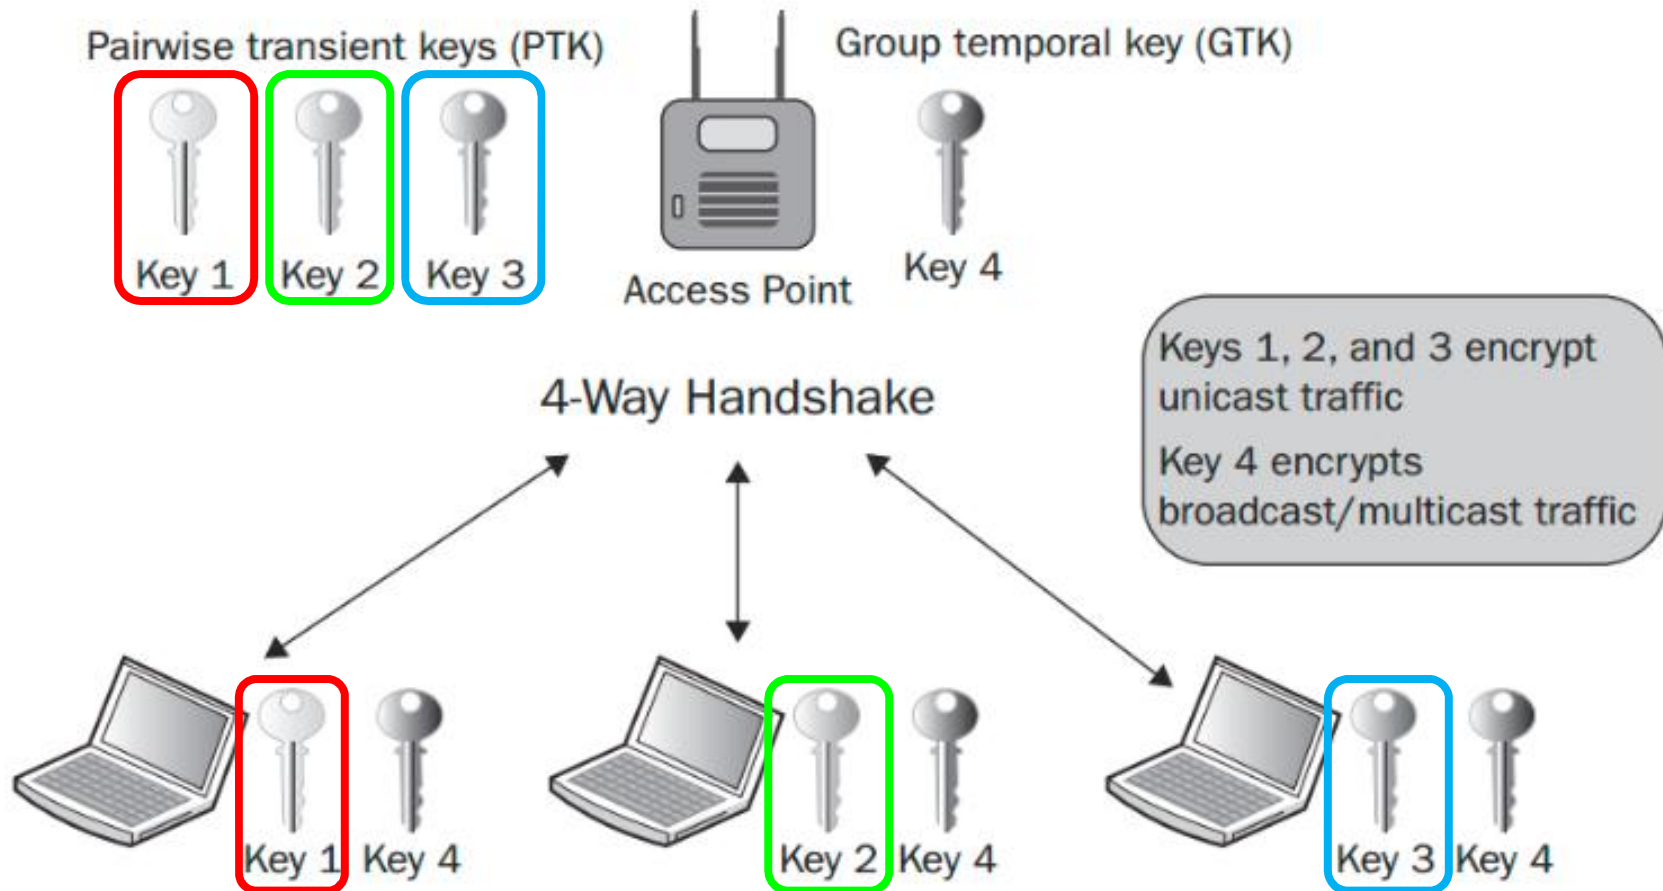 Pairwise transient keys (PTK)
Group temporal key (GTK)
Key 1
Key 2
Key 3
Access Point
Key 4
Keys 1, 2, and 3 encrypt
unicast traffic
Key 4 encrypts
broadcast/multicast traffic
4-Way Handshake
Key 1
Key 4
Key 2
Key 4
Key 3
Key 4